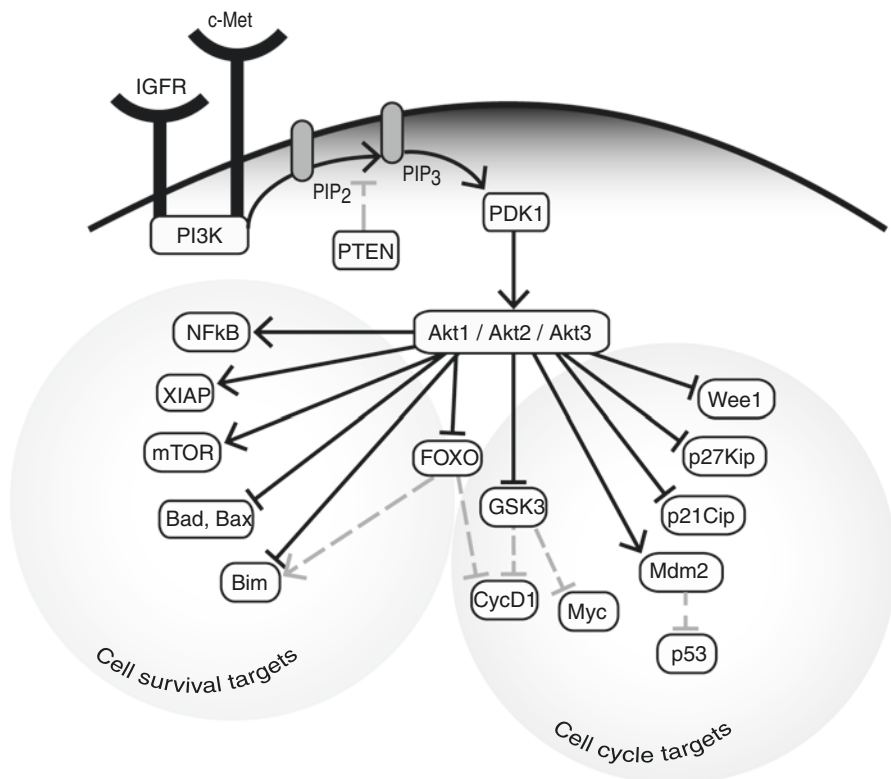 c-Met
IGFR
PIP2
PIP3
PI3K
PTEN
PDK1
Akt1 / Akt2 / Akt3
NFkB
XIAP
mTOR
Bad, Bax
Bim
FOXO
GSK3
CycD1
Myc
Wee1
p27Kip
p21Cip
Mdm2
p53
Cell survival targets
Cell cycle targets